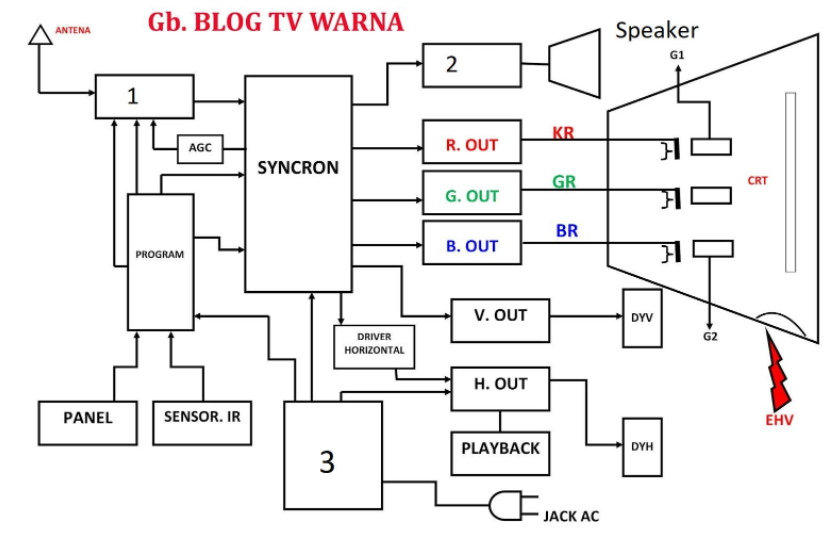 Gb. BLOG TV WARNA
ANTENA
Speaker
G1
1
2
AGC
SYNCRON
R. OUT
KR
G. OUT
GR
CRT
B. OUT
BR
PROGRAM
V. OUT
DYV
G2
DRIVER
HORIZONTAL
H. OUT
PANEL
SENSOR. IR
EHV
PLAYBACK
DYH
3
JACK AC